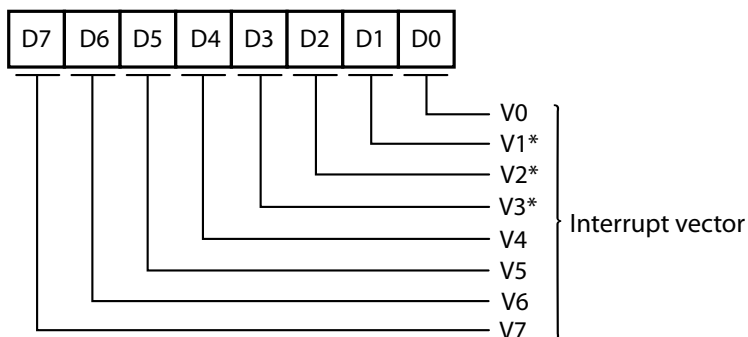 D7 D6 D5 D4 D3 D2 D1 D0
V0
V1*
V2*
V3*
V4
V5
V6
V7
Interrupt vector